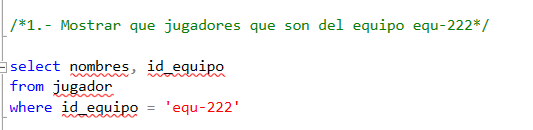 /*1.- Mostrar que jugadores que son del equipo equ-222*/
select nombres, id_equipo
from jugador
where id_equipo = 'equ-222'